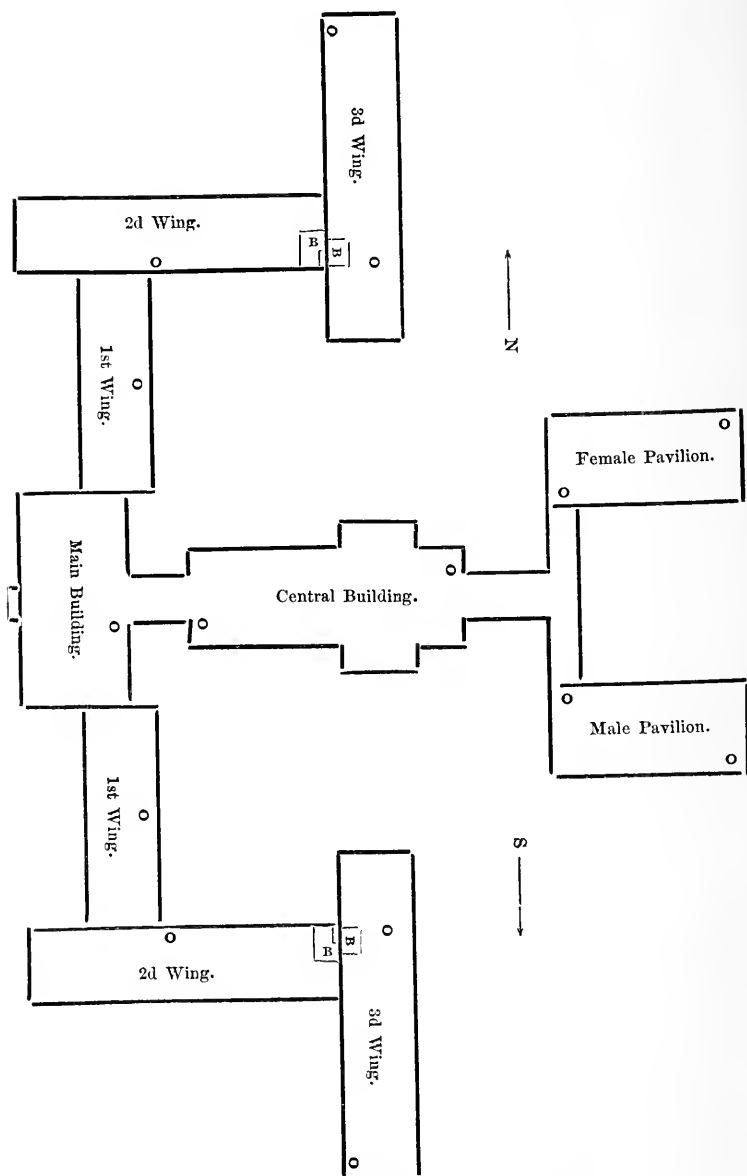 O
3d Wing.
2d Wing.
B
B
O
O
N
1st Wing.
O
O
Female Pavilion.
O
O
Main Building.
Central Building.
O
O
O
Male Pavilion.
O
1st Wing.
O
S
O
O
B
B
2d Wing.
3d Wing.
O